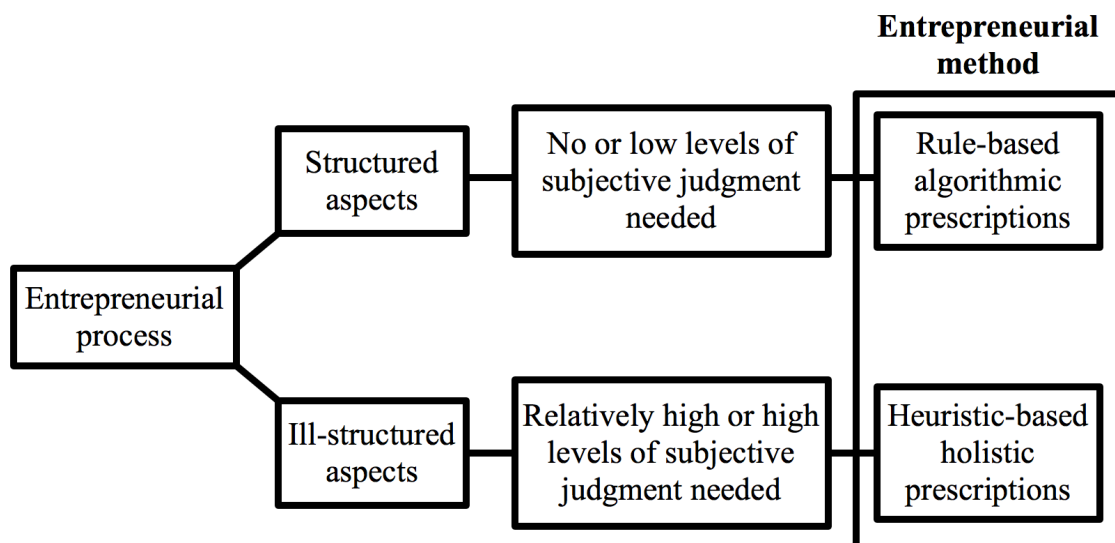 Entrepreneurial
method
Structured
aspects
No or low levels of
subjective judgment
needed
Rule-based
algorithmic
prescriptions
Entrepreneurial
process
Ill-structured
aspects
Relatively high or high
levels of subjective
judgment needed
Heuristic-based
holistic
prescriptions